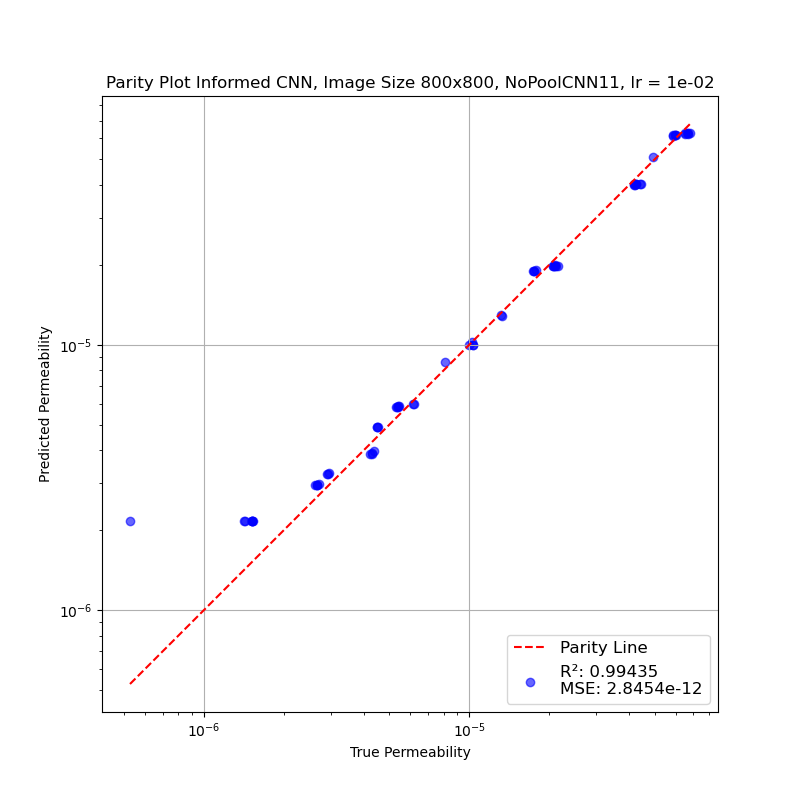 Parity Plot Informed CNN, Image Size 800x800, NoPoolCNN11, lr = 1e-02
Predicted Permeability
10⁻⁵
10⁻⁶
Parity Line
R²: 0.99435
MSE: 2.8454e-12
10⁻⁶
10⁻⁵
True Permeability